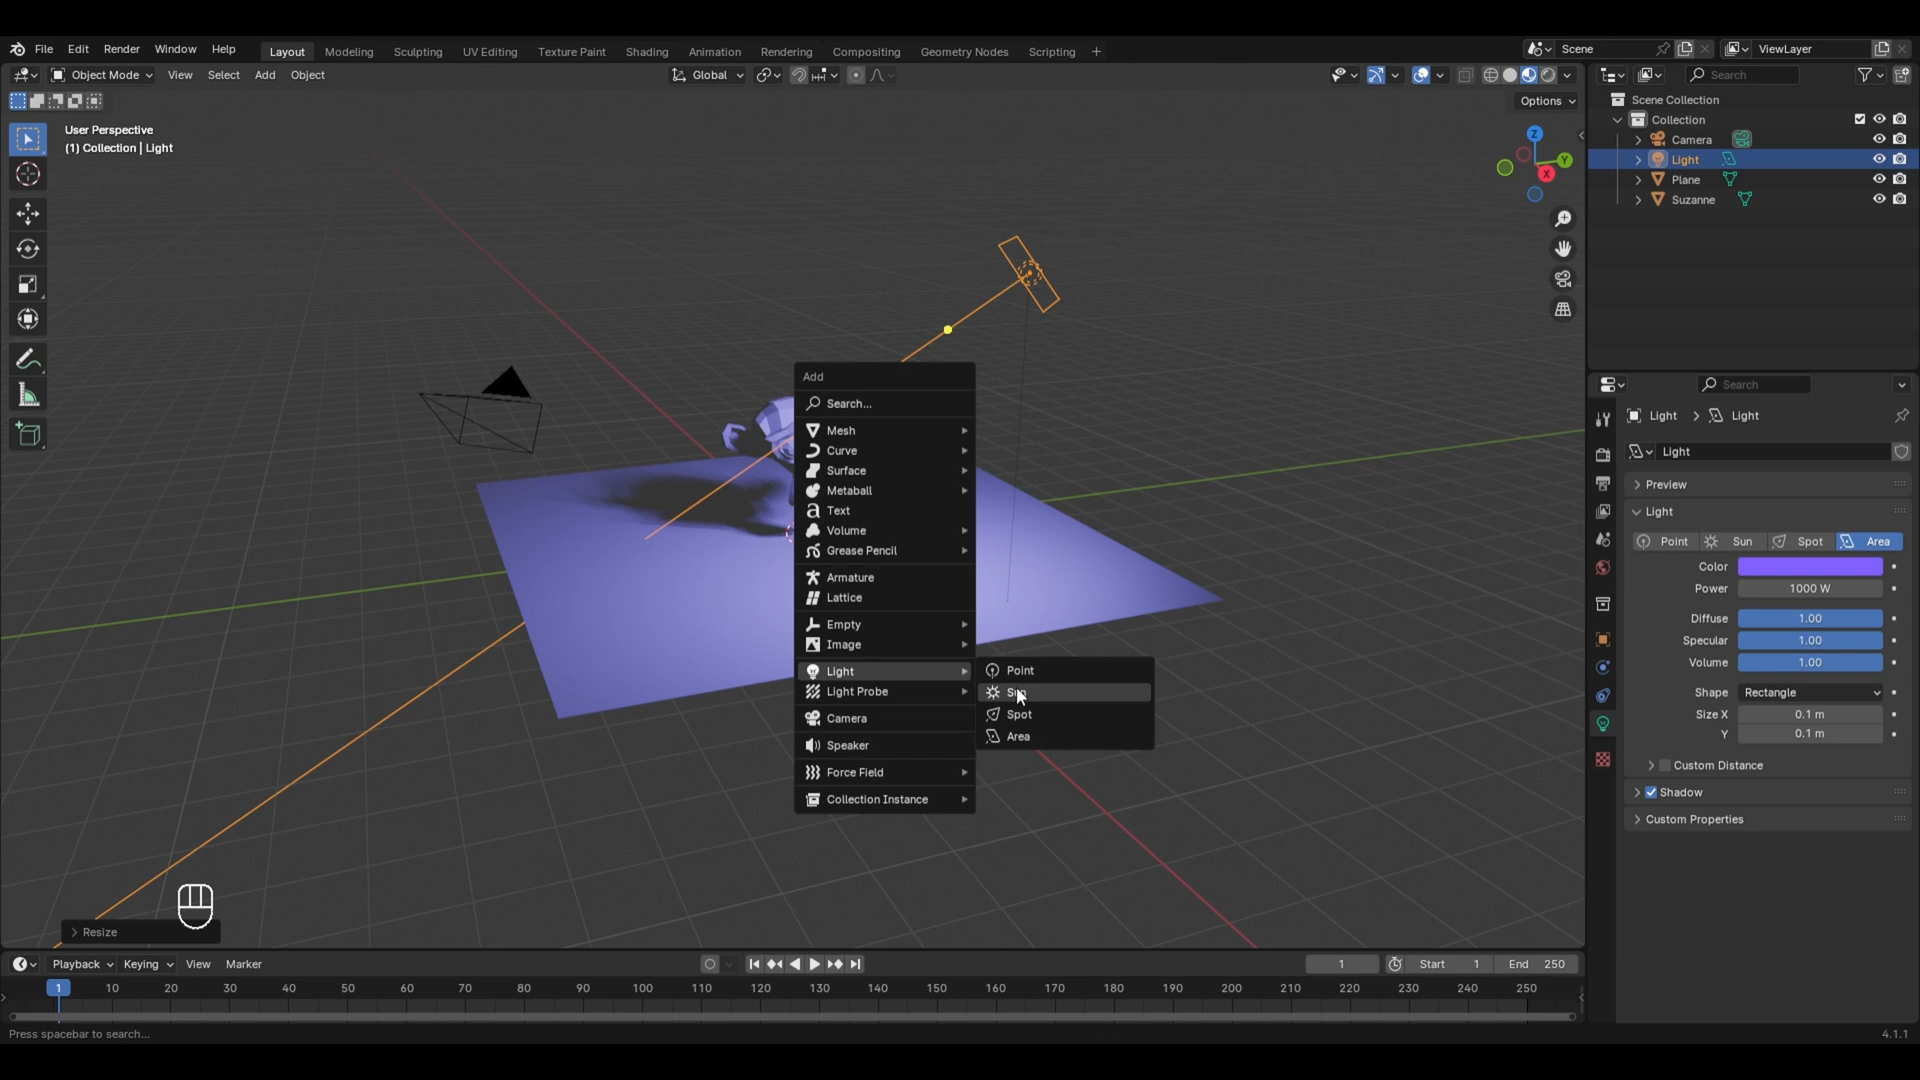 File Edit Render Window Help
Layout Modeling Sculpting UV Editing Texture Paint Shading Animation Rendering Compositing Geometry Nodes Scripting +
Scene
ViewLayer
Object Mode View Select Add Object
Global
Search
Options
User Perspective
(1) Collection | Light
Z
Y
X
Scene Collection
Collection
Camera
Light
Plane
Suzanne
Add
Search...
Mesh
Curve
Surface
Metaball
Text
Volume
Grease Pencil
Armature
Lattice
Empty
Image
Light
Light Probe
Camera
Speaker
Force Field
Collection Instance
Point
Spot
Area
Search
Light > Light
Light
Preview
Light
Point Sun Spot Area
Color
Power 1000 W
Diffuse 1.00
Specular 1.00
Volume 1.00
Shape Rectangle
Size X 0.1 m
Y 0.1 m
Custom Distance
Shadow
Custom Properties
Resize
Playback Keying View Marker
1 Start 1 End 250
1 10 20 30 40 50 60 70 80 90 100 110 120 130 140 150 160 170 180 190 200 210 220 230 240 250
Press spacebar to search...
4.1.1